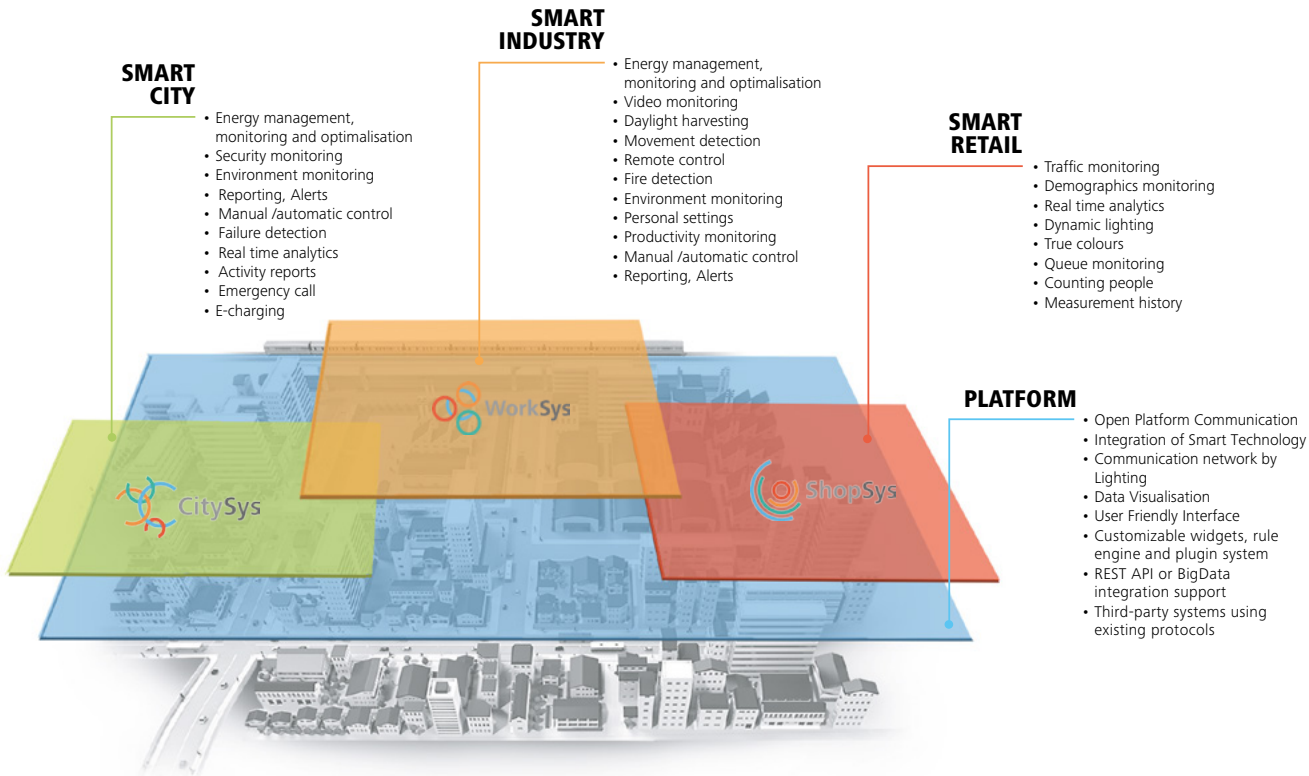 SMART
CITY
• Energy management,
monitoring and optimalisation
• Security monitoring
• Environment monitoring
• Reporting, Alerts
• Manual /automatic control
• Failure detection
• Real time analytics
• Activity reports
• Emergency call
• E-charging
SMART
INDUSTRY
• Energy management,
monitoring and optimalisation
• Video monitoring
• Daylight harvesting
• Movement detection
• Remote control
• Fire detection
• Environment monitoring
• Personal settings
• Productivity monitoring
• Manual /automatic control
• Reporting, Alerts
SMART
RETAIL
• Traffic monitoring
• Demographics monitoring
• Real time analytics
• Dynamic lighting
• True colours
• Queue monitoring
• Counting people
• Measurement history
PLATFORM
• Open Platform Communication
• Integration of Smart Technology
• Communication network by
Lighting
• Data Visualisation
• User Friendly Interface
• Customizable widgets, rule
engine and plugin system
• REST API or BigData
integration support
• Third-party systems using
existing protocols
WorkSys
CitySys
ShopSys